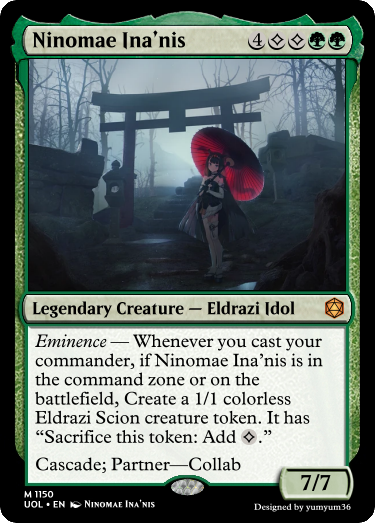 Ninomae Ina'nis 4
Legendary Creature — Eldrazi Idol
Eminence — Whenever you cast your
commander, if Ninomae Ina'nis is in
the command zone or on the
battlefield, Create a 1/1 colorless
Eldrazi Scion creature token. It has
“Sacrifice this token: Add .”
Cascade; Partner—Collab
7/7
M 1150
UOL • EN Ninomae Ina'nis
Designed by yumyum36